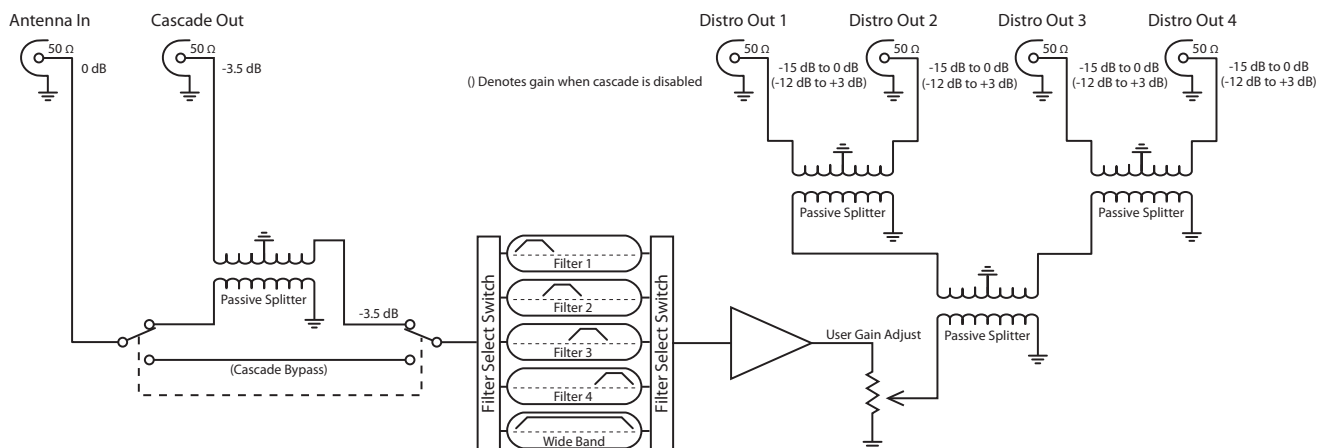 Antenna In
Cascade Out
Distro Out 1
Distro Out 2
Distro Out 3
Distro Out 4
50 Ω
0 dB
50 Ω
-3.5 dB
() Denotes gain when cascade is disabled
50 Ω
-15 dB to 0 dB
(-12 dB to +3 dB)
50 Ω
-15 dB to 0 dB
(-12 dB to +3 dB)
50 Ω
-15 dB to 0 dB
(-12 dB to +3 dB)
50 Ω
-15 dB to 0 dB
(-12 dB to +3 dB)
Passive Splitter
Passive Splitter
Passive Splitter
-3.5 dB
(Cascade Bypass)
Filter Select Switch
Filter 1
Filter 2
Filter 3
Filter 4
Wide Band
Filter Select Switch
User Gain Adjust
Passive Splitter